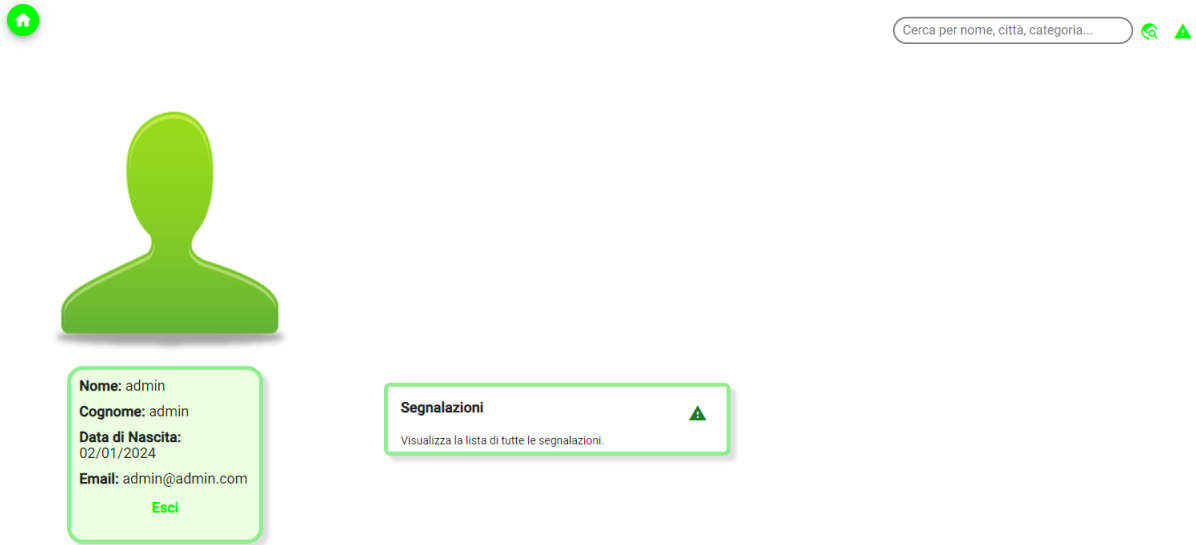 Cerca per nome, città, categoria...
Nome: admin
Cognome: admin
Data di Nascita:
02/01/2024
Email: admin@admin.com
Esci
Segnalazioni
Visualizza la lista di tutte le segnalazioni.